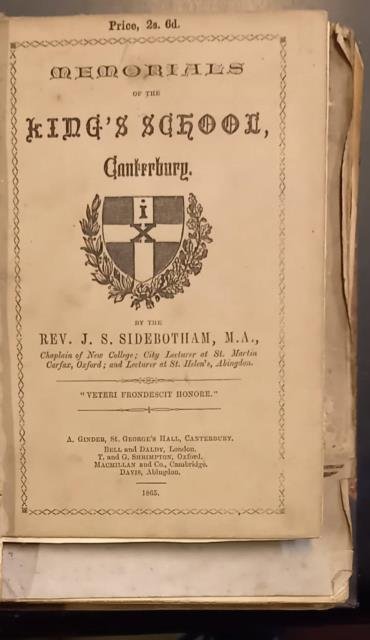 Price, 2s. 6d.
MEMORIALS
OF THE
KING'S SCHOOL,
Canterbury.
i
X
BY THE
REV. J. S. SIDEBOTHAM, M.A.,
Chaplain of New College; City Lecturer at St. Martin
Carfax, Oxford; and Lecturer at St. Helen's, Abingdon.
"VETERI FRONDESCIT HONORE."
A. GINDER, ST. GEORGE'S HALL, CANTERBURY.
BELL AND DALDY, London.
T. AND G. SHRIMPTON, Oxford.
MACMILLAN AND CO., Cambridge.
DAVIS, Abingdon.
1865.